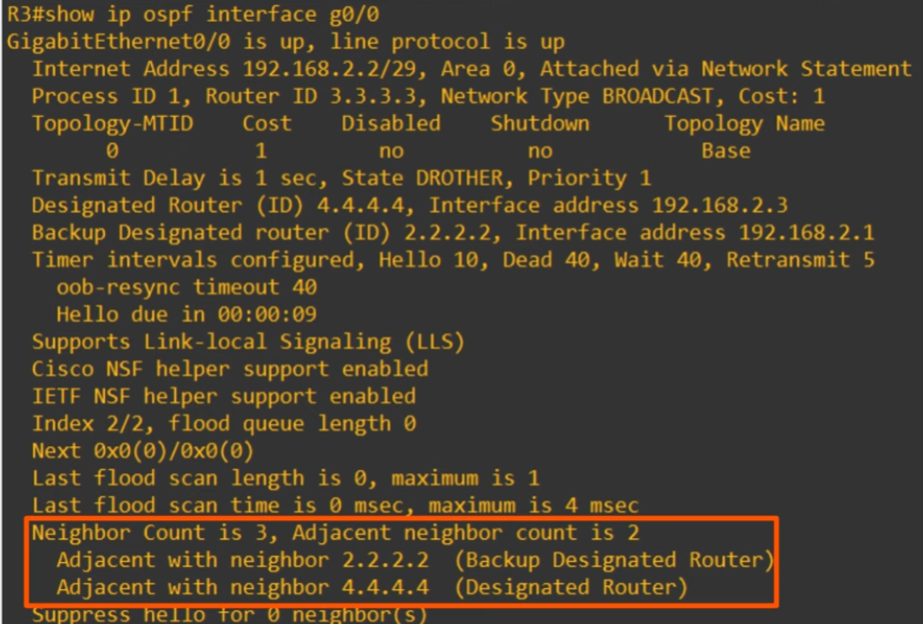 R3#show ip ospf interface g0/0
GigabitEthernet0/0 is up, line protocol is up
Internet Address 192.168.2.2/29, Area 0, Attached via Network Statement
Process ID 1, Router ID 3.3.3.3, Network Type BROADCAST, Cost: 1
Topology-MTID Cost Disabled Shutdown Topology Name
0 1 no no Base
Transmit Delay is 1 sec, State DROTHER, Priority 1
Designated Router (ID) 4.4.4.4, Interface address 192.168.2.3
Backup Designated router (ID) 2.2.2.2, Interface address 192.168.2.1
Timer intervals configured, Hello 10, Dead 40, Wait 40, Retransmit 5
oob-resync timeout 40
Hello due in 00:00:09
Supports Link-local Signaling (LLS)
Cisco NSF helper support enabled
IETF NSF helper support enabled
Index 2/2, flood queue length 0
Next 0x0(0)/0x0(0)
Last flood scan length is 0, maximum is 1
Last flood scan time is 0 msec, maximum is 4 msec
Neighbor Count is 3, Adjacent neighbor count is 2
Adjacent with neighbor 2.2.2.2 (Backup Designated Router)
Adjacent with neighbor 4.4.4.4 (Designated Router)
Suppress hello for 0 neighbor(s)